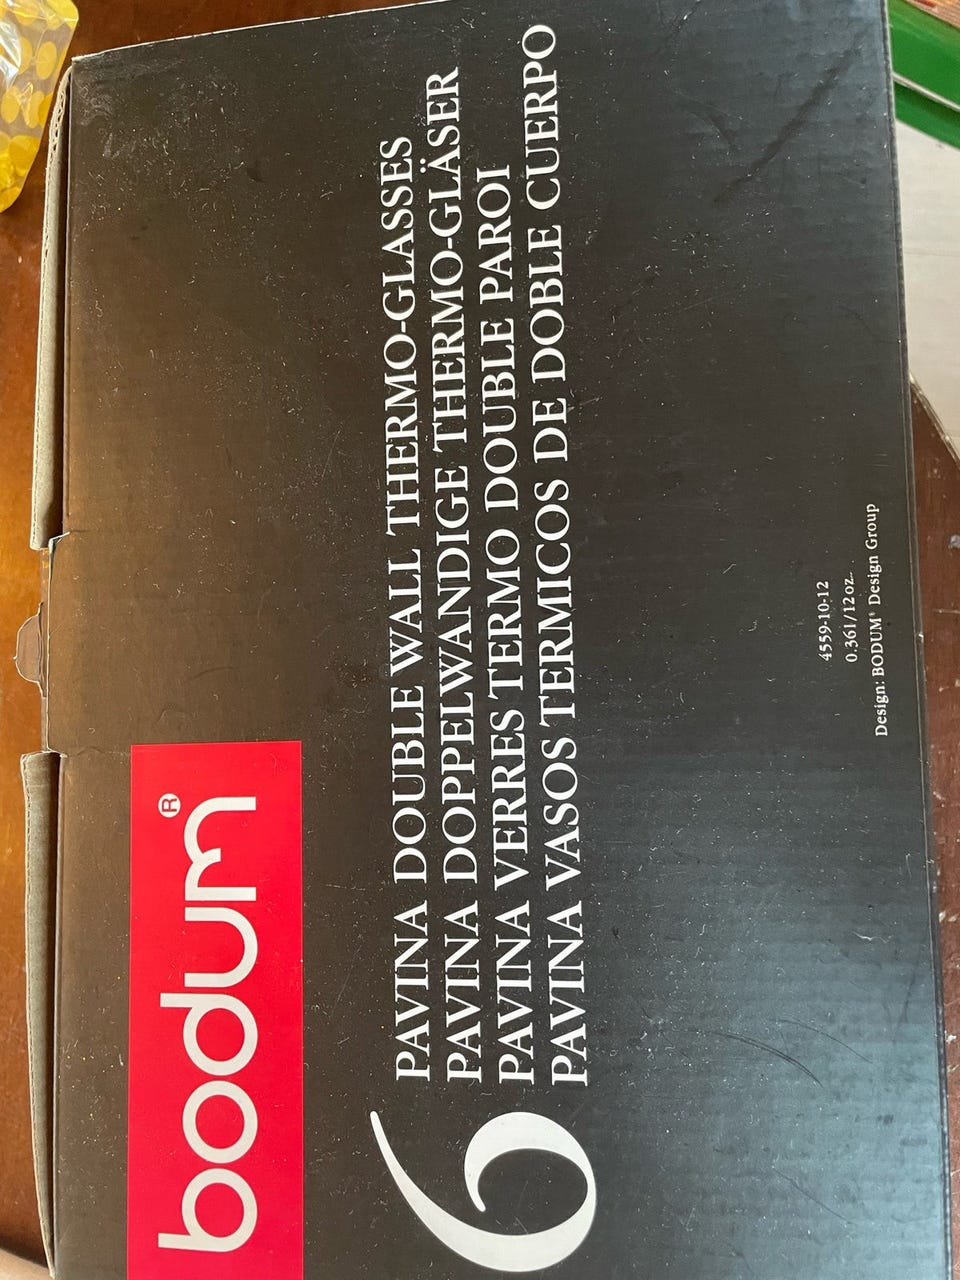 bodum®
6
PAVINA DOUBLE WALL THERMO-GLASSES
PAVINA DOPPELWANDIGE THERMO-GLÄSER
PAVINA VERRES TERMO DOUBLE PAROI
PAVINA VASOS TERMICOS DE DOBLE CUERPO
4559-10-12
0.36l/12oz.
Design: BODUM® Design Group